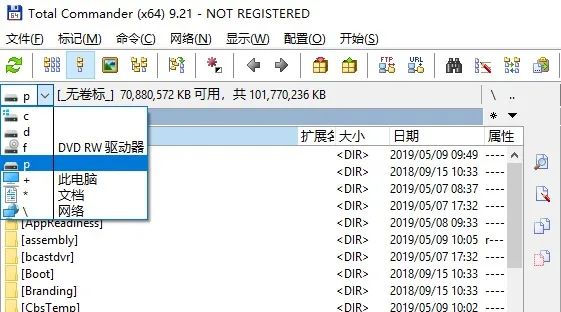 Total Commander (x64) 9.21 - NOT REGISTERED
文件(F) 标记(M) 命令(C) 网络(N) 显示(W) 配置(O) 开始(S)
FTP URL
p [_无卷标_] 70,880,572 KB 可用，共 101,770,236 KB \ ..
c
* ▼
d
扩展名 大小 日期 属性
f DVD RW 驱动器
<DIR> 2019/05/09 09:49 ----
p
<DIR> 2018/09/15 10:33 ----
+ 此电脑
<DIR> 2019/05/07 08:37 ----
* 文档
<DIR> 2019/05/07 17:32 ----
\ 网络
[AppReadiness] <DIR> 2019/05/08 09:33 ----
[assembly] <DIR> 2019/05/09 10:05 r---
[bcastdvr] <DIR> 2019/05/07 17:32 ----
[Boot] <DIR> 2018/09/15 10:33 ----
[Branding] <DIR> 2018/09/15 10:33 ----
[CbsTemp] <DIR> 2019/05/09 10:02 ----